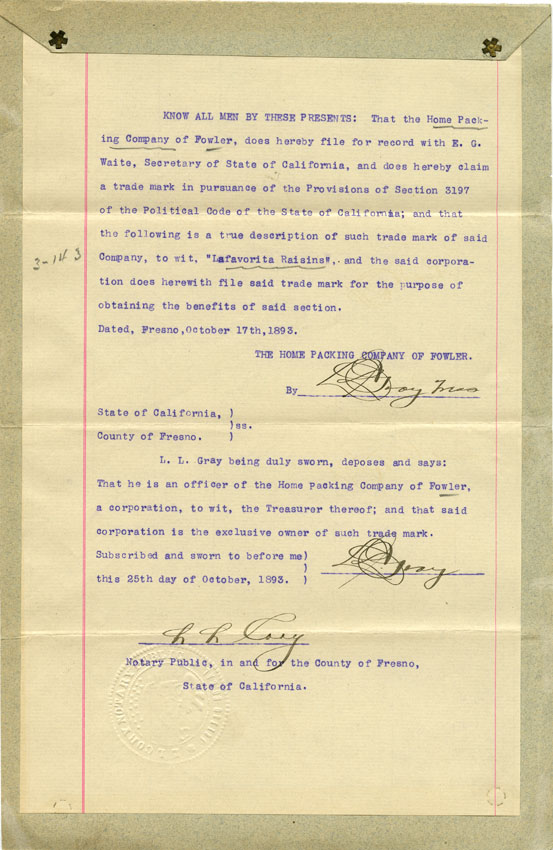 KNOW ALL MEN BY THESE PRESENTS: That the Home Pack-
ing Company of Fowler, does hereby file for record with E. G.
Waite, Secretary of State of California, and does hereby claim
a trade mark in pursuance of the Provisions of Section 3197
of the Political Code of the State of California; and that
the following is a true description of such trade mark of said
3-143
Company, to wit, "Lafavorita Raisins", and the said corpora-
tion does herewith file said trade mark for the purpose of
obtaining the benefits of said section.
Dated, Fresno, October 17th, 1893.
THE HOME PACKING COMPANY OF FOWLER.
By L L Gray Treas
State of California, )
)ss.
County of Fresno. )
L. L. Gray being duly sworn, deposes and says:
That he is an officer of the Home Packing Company of Fowler,
a corporation, to wit, the Treasurer thereof; and that said
corporation is the exclusive owner of such trade mark.
Subscribed and sworn to before me)
)
this 25th day of October, 1893. )
L L Gray
L L Cory
Notary Public, in and for the County of Fresno,
State of California.